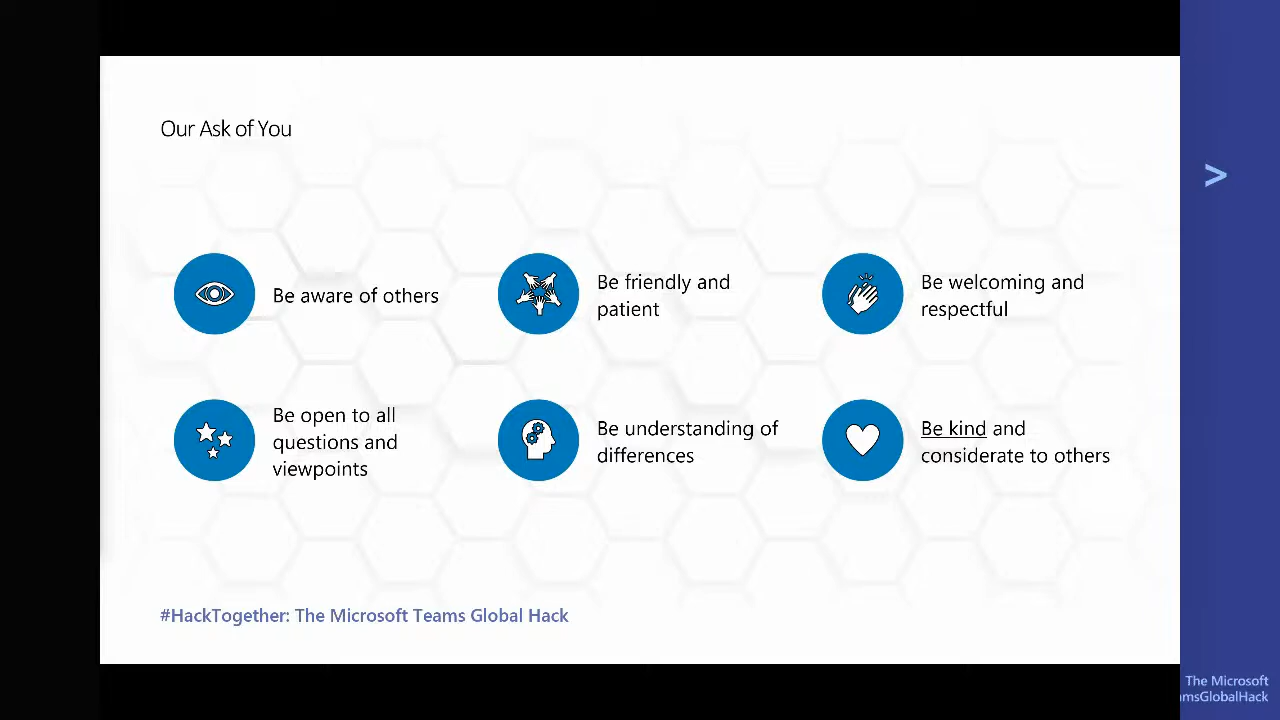 Our Ask of You
>
Be aware of others
Be friendly and
patient
Be welcoming and
respectful
Be open to all
questions and
viewpoints
Be understanding of
differences
Be kind and
considerate to others
#HackTogether: The Microsoft Teams Global Hack
The Microsoft
amsGlobalHack